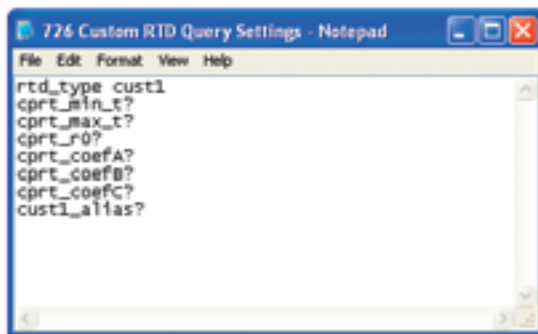 726 Custom RTD Query Settings - Notepad
File Edit Format View Help
rtd_type cust1
cprt_min_t?
cprt_max_t?
cprt_r0?
cprt_coefA?
cprt_coefB?
cprt_coefC?
cust1_alias?